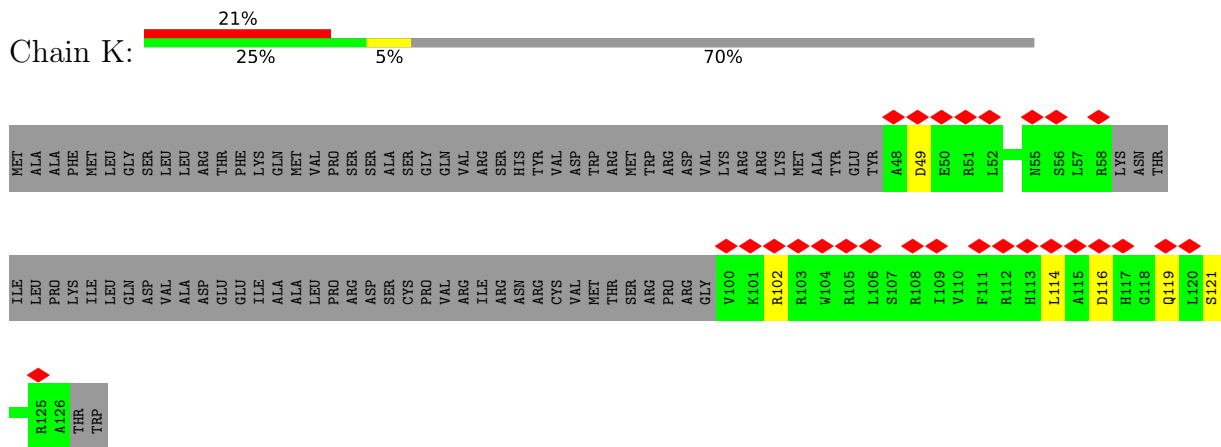 Chain K:
21%
25% 5% 70%
MET ALA ALA PHE MET LEU GLY SER LEU LEU ARG THR PHE LYS GLN MET VAL PRO SER SER ALA SER GLY GLN VAL ARG SER HIS TYR VAL ASP TRP ARG MET TRP ARG ASP VAL LYS ARG ARG LYS MET ALA TYR GLU TYR A48 D49 E50 R51 L52 N55 S56 L57 R58 LYS ASN THR
ILE LEU PRO LYS ILE LEU GLN ASP VAL ALA ASP GLU GLU ILE ALA ALA LEU PRO ARG ASP SER CYS PRO VAL ARG ILE ARG ASN ARG CYS VAL MET THR SER ARG PRO ARG GLY V100 K101 R102 R103 W104 R105 L106 S107 R108 I109 V110 F111 R112 H113 L114 A115 D116 H117 G118 Q119 L120 S121
R125 A126 THR TRP